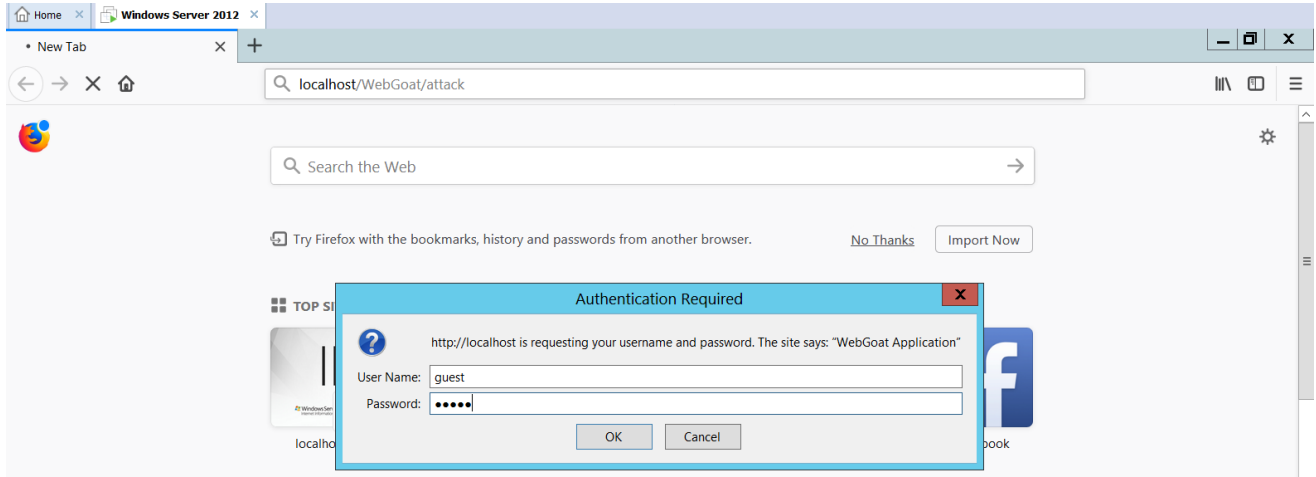 Home
Windows Server 2012
• New Tab
localhost/WebGoat/attack
Search the Web
Try Firefox with the bookmarks, history and passwords from another browser.
No Thanks
Import Now
TOP SI
Authentication Required
http://localhost is requesting your username and password. The site says: "WebGoat Application"
User Name: guest
Password: •••••
OK
Cancel
localho
book